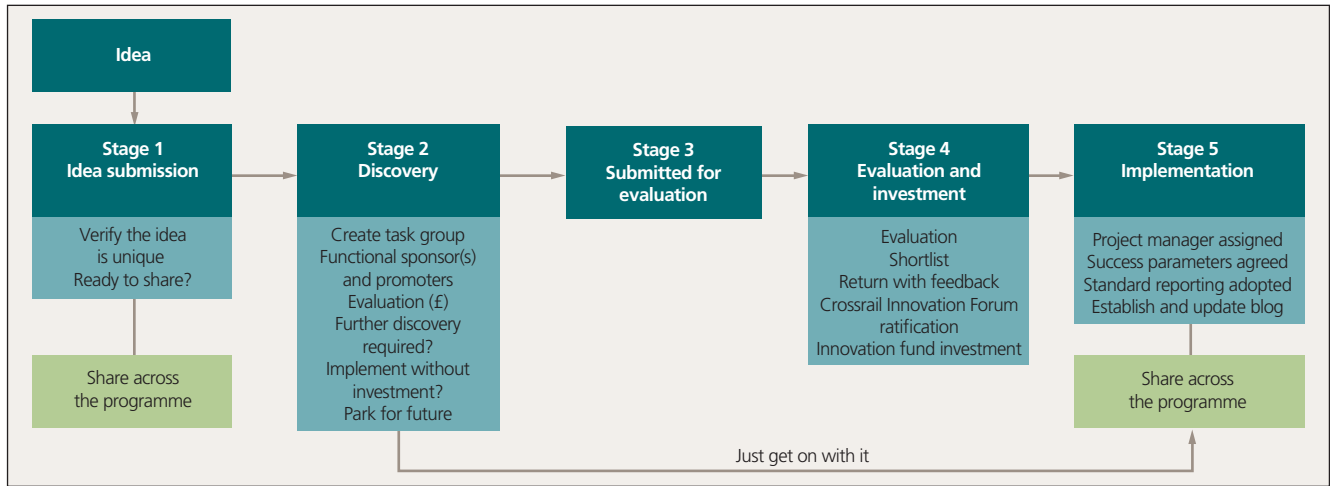 Idea
Stage 1
Idea submission
Verify the idea
is unique
Ready to share?
Share across
the programme
Stage 2
Discovery
Create task group
Functional sponsor(s)
and promoters
Evaluation (£)
Further discovery
required?
Implement without
investment?
Park for future
Stage 3
Submitted for
evaluation
Stage 4
Evaluation and
investment
Evaluation
Shortlist
Return with feedback
Crossrail Innovation Forum
ratification
Innovation fund investment
Stage 5
Implementation
Project manager assigned
Success parameters agreed
Standard reporting adopted
Establish and update blog
Share across
the programme
Just get on with it